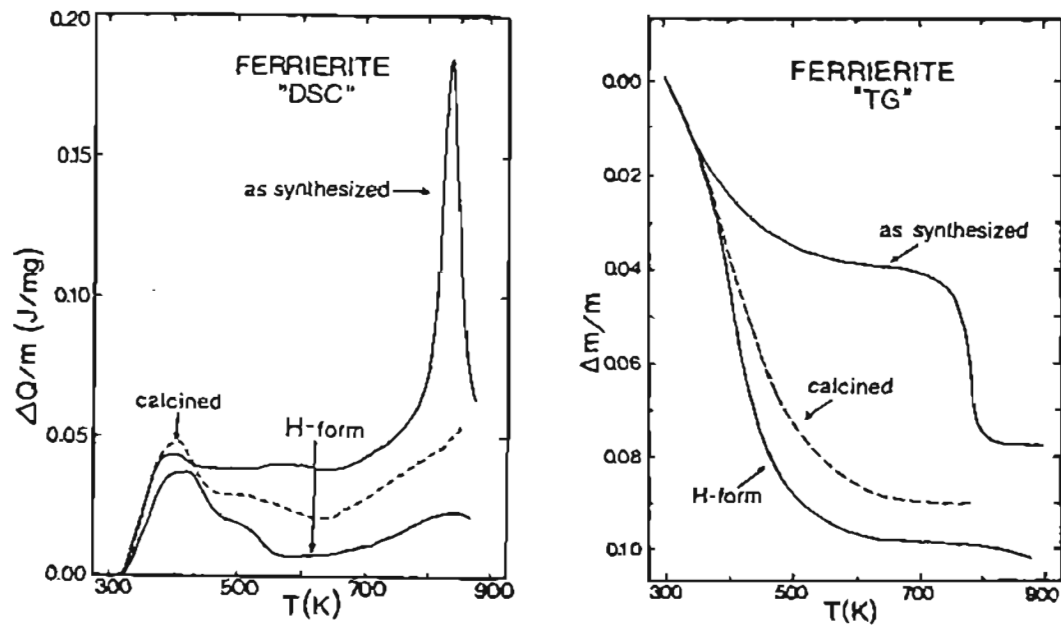 0.20
FERRIERITE
"DSC"
0.15
as synthesized
0.10
ΔQ/m (J/mg)
calcined
H-form
0.05
0.00
300
500
700
900
T(K)
FERRIERITE
"TG"
0.00
0.02
as synthesized
0.04
Δm/m
0.06
calcined
0.08
H-form
0.10
300
500
700
900
T(K)